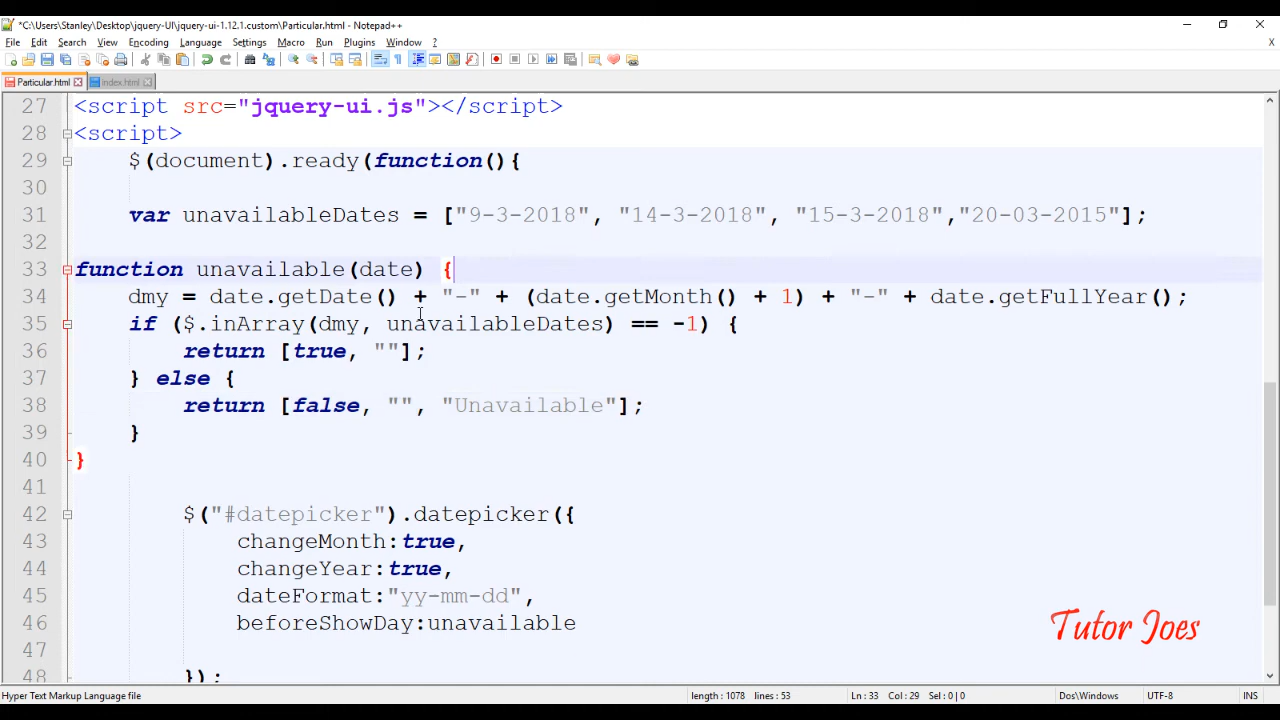 *C:\Users\Stanley\Desktop\jquery-UI\jquery-ui-1.12.1.custom\Particular.html - Notepad++
File Edit Search View Encoding Language Settings Macro Run Plugins Window ?
X
Particular.html index.html
27 <script src="jquery-ui.js"></script>
28 <script>
29 $(document).ready(function(){
30
31 var unavailableDates = ["9-3-2018", "14-3-2018", "15-3-2018","20-03-2015"];
32
33 function unavailable(date) {
34 dmy = date.getDate() + "-" + (date.getMonth() + 1) + "-" + date.getFullYear();
35 if ($.inArray(dmy, unavailableDates) == -1) {
36 return [true, ""];
37 } else {
38 return [false, "", "Unavailable"];
39 }
40 }
41
42 $("#datepicker").datepicker({
43 changeMonth:true,
44 changeYear:true,
45 dateFormat:"yy-mm-dd",
46 beforeShowDay:unavailable
47
48 });
Tutor Joes
Hyper Text Markup Language file length : 1078 lines : 53 Ln : 33 Col : 29 Sel : 0 | 0 Dos\Windows UTF-8 INS